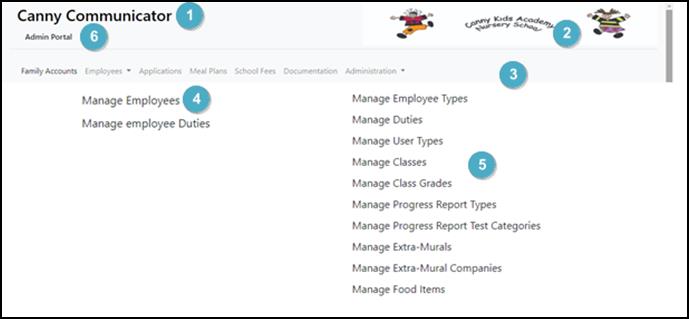 Canny Communicator 1
Canny Kids Academy
Nursery School 2
Admin Portal 6
Family Accounts Employees Applications Meal Plans School Fees Documentation Administration 3
Manage Employees 4
Manage employee Duties
Manage Employee Types
Manage Duties
Manage User Types
Manage Classes 5
Manage Class Grades
Manage Progress Report Types
Manage Progress Report Test Categories
Manage Extra-Murals
Manage Extra-Mural Companies
Manage Food Items